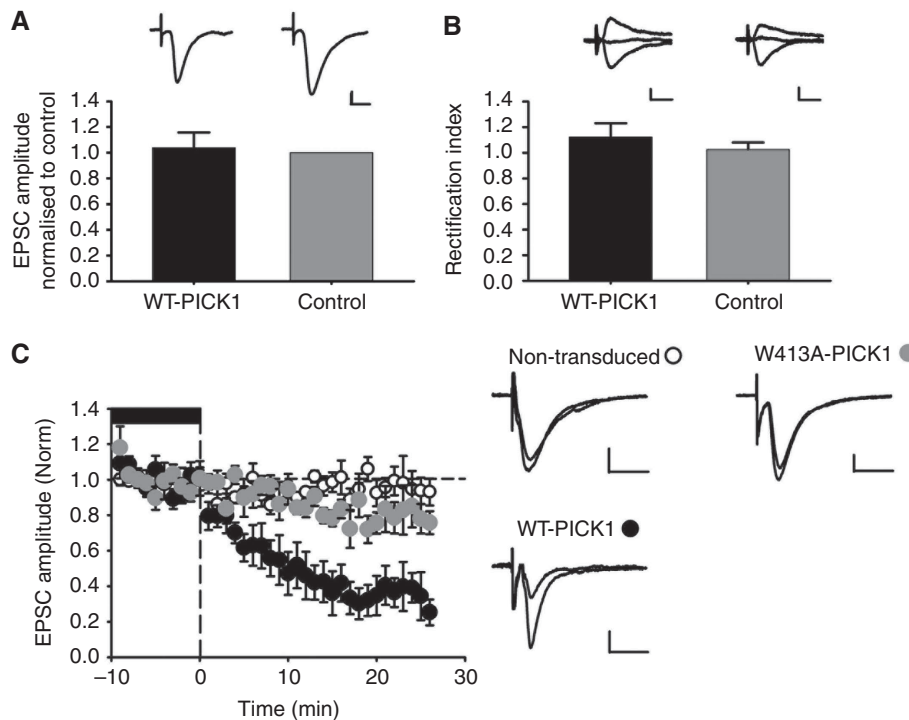 A
EPSC amplitude
normalised to control
1.4
1.2
1.0
0.8
0.6
0.4
0.2
0.0
WT-PICK1
Control
B
Rectification index
1.4
1.2
1.0
0.8
0.6
0.4
0.2
0.0
WT-PICK1
Control
C
EPSC amplitude (Norm)
1.4
1.2
1.0
0.8
0.6
0.4
0.2
0.0
–10
0
10
20
30
Time (min)
Non-transduced
W413A-PICK1
WT-PICK1